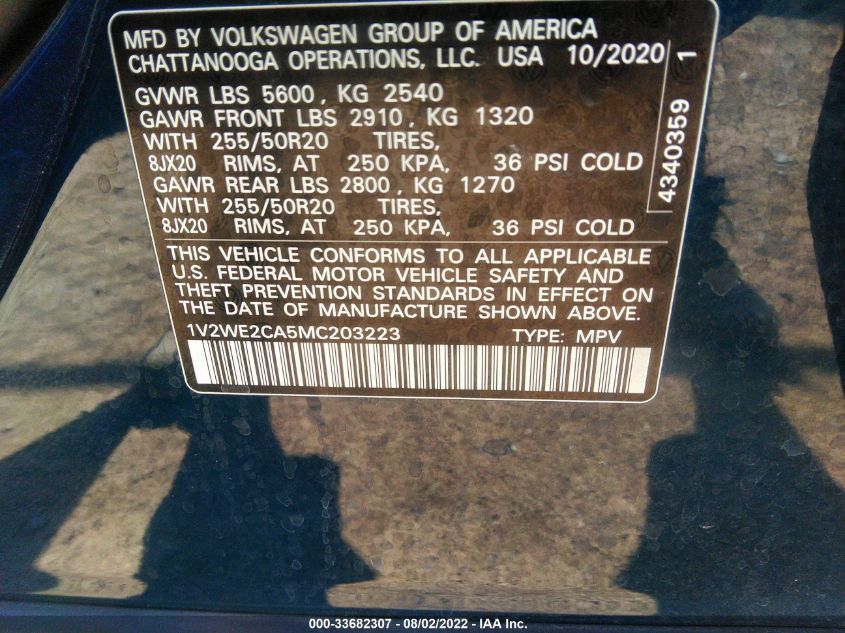 MFD BY VOLKSWAGEN GROUP OF AMERICA
CHATTANOOGA OPERATIONS, LLC. USA 10/2020
GVWR LBS 5600, KG 2540
GAWR FRONT LBS 2910, KG 1320
WITH 255/50R20 TIRES,
8JX20 RIMS, AT 250 KPA, 36 PSI COLD
GAWR REAR LBS 2800, KG 1270
WITH 255/50R20 TIRES,
8JX20 RIMS, AT 250 KPA, 36 PSI COLD
4340359 1
THIS VEHICLE CONFORMS TO ALL APPLICABLE
U.S. FEDERAL MOTOR VEHICLE SAFETY AND
THEFT PREVENTION STANDARDS IN EFFECT ON
THE DATE OF MANUFACTURE SHOWN ABOVE.
1V2WE2CA5MC203223 TYPE: MPV
000-33682307 - 08/02/2022 - IAA Inc.